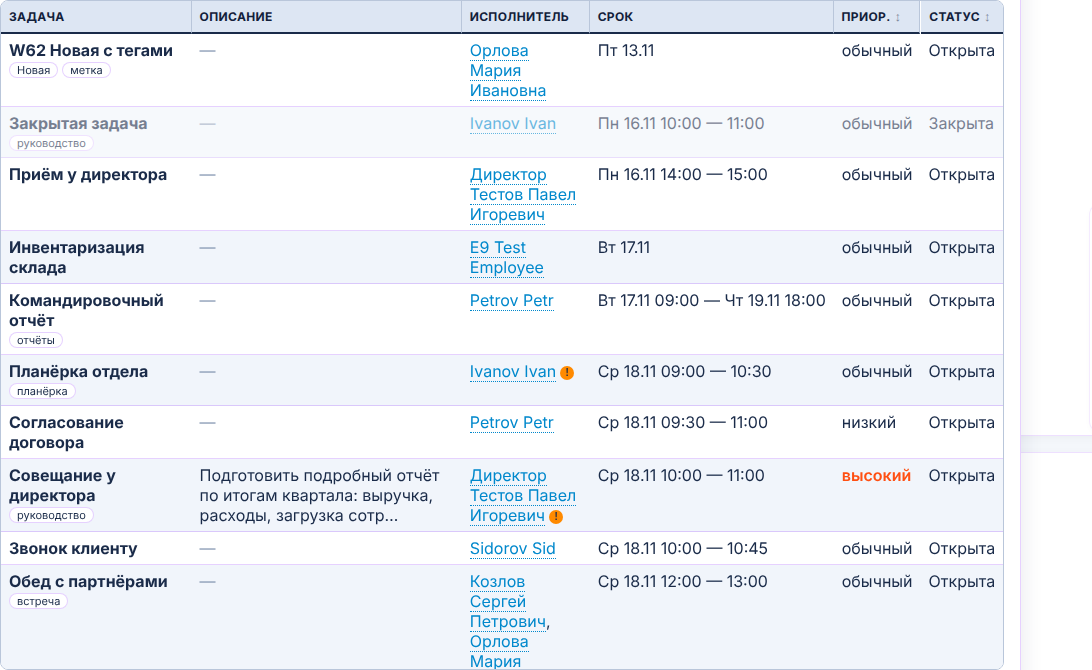 ЗАДАЧА ОПИСАНИЕ ИСПОЛНИТЕЛЬ СРОК ПРИОР. ↕ СТАТУС ↕
W62 Новая с тегами — Орлова Пт 13.11 обычный Открыта
Новая метка Мария
Ивановна
Закрытая задача — Ivanov Ivan Пн 16.11 10:00 — 11:00 обычный Закрыта
руководство
Приём у директора — Директор Пн 16.11 14:00 — 15:00 обычный Открыта
Тестов Павел
Игоревич
Инвентаризация — E9 Test Вт 17.11 обычный Открыта
склада Employee
Командировочный — Petrov Petr Вт 17.11 09:00 — Чт 19.11 18:00 обычный Открыта
отчёт
отчёты
Планёрка отдела — Ivanov Ivan ! Ср 18.11 09:00 — 10:30 обычный Открыта
планёрка
Согласование — Petrov Petr Ср 18.11 09:30 — 11:00 низкий Открыта
договора
Совещание у Подготовить подробный отчёт Директор Ср 18.11 10:00 — 11:00 высокий Открыта
директора по итогам квартала: выручка, Тестов Павел
руководство расходы, загрузка сотр... Игоревич !
Звонок клиенту — Sidorov Sid Ср 18.11 10:00 — 10:45 обычный Открыта
Обед с партнёрами — Козлов Ср 18.11 12:00 — 13:00 обычный Открыта
встреча Сергей
Петрович,
Орлова
Мария